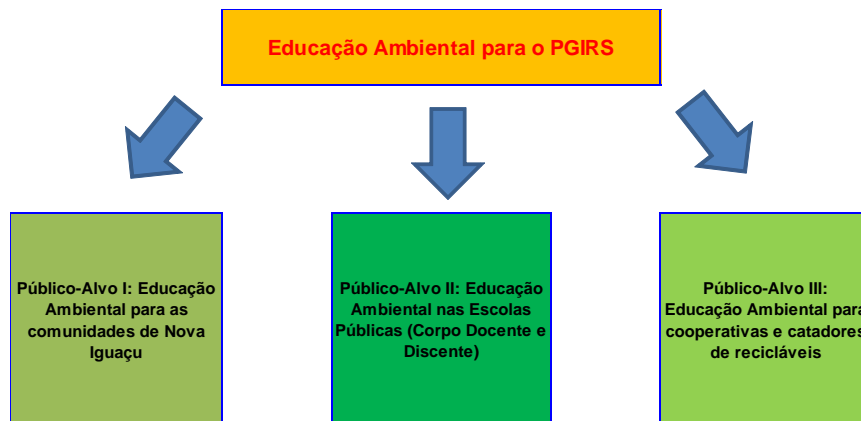 Educação Ambiental para o PGIRS
Público-Alvo I: Educação
Ambiental para as
comunidades de Nova
Iguaçu
Público-Alvo II: Educação
Ambiental nas Escolas
Públicas (Corpo Docente e
Discente)
Público-Alvo III:
Educação Ambiental para
cooperativas e catadores
de recicláveis